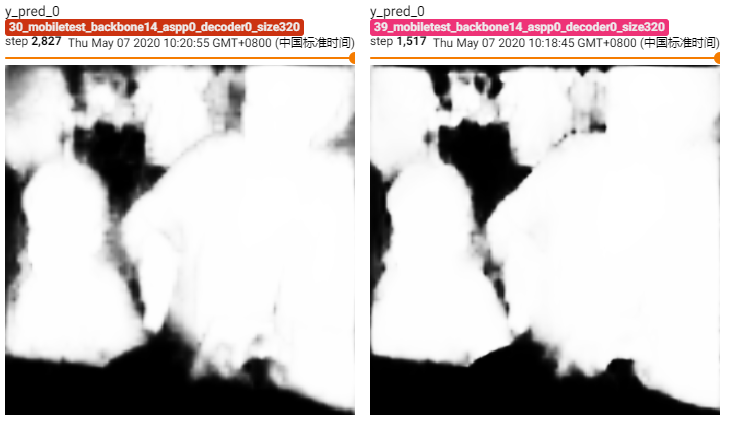 y_pred_0
30_mobiletest_backbone14_aspp0_decoder0_size320
step 2,827 Thu May 07 2020 10:20:55 GMT+0800 (中国标准时间)
y_pred_0
39_mobiletest_backbone14_aspp0_decoder0_size320
step 1,517 Thu May 07 2020 10:18:45 GMT+0800 (中国标准时间)